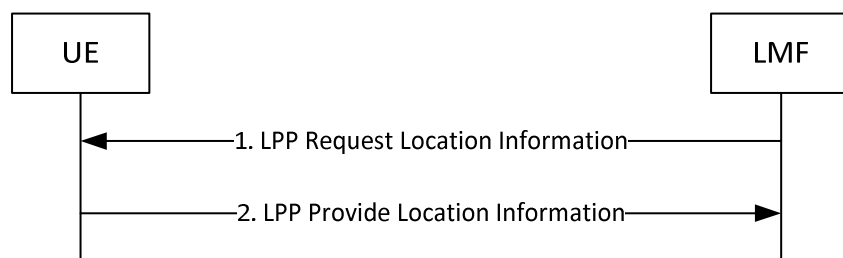 UE
LMF
1. LPP Request Location Information
2. LPP Provide Location Information